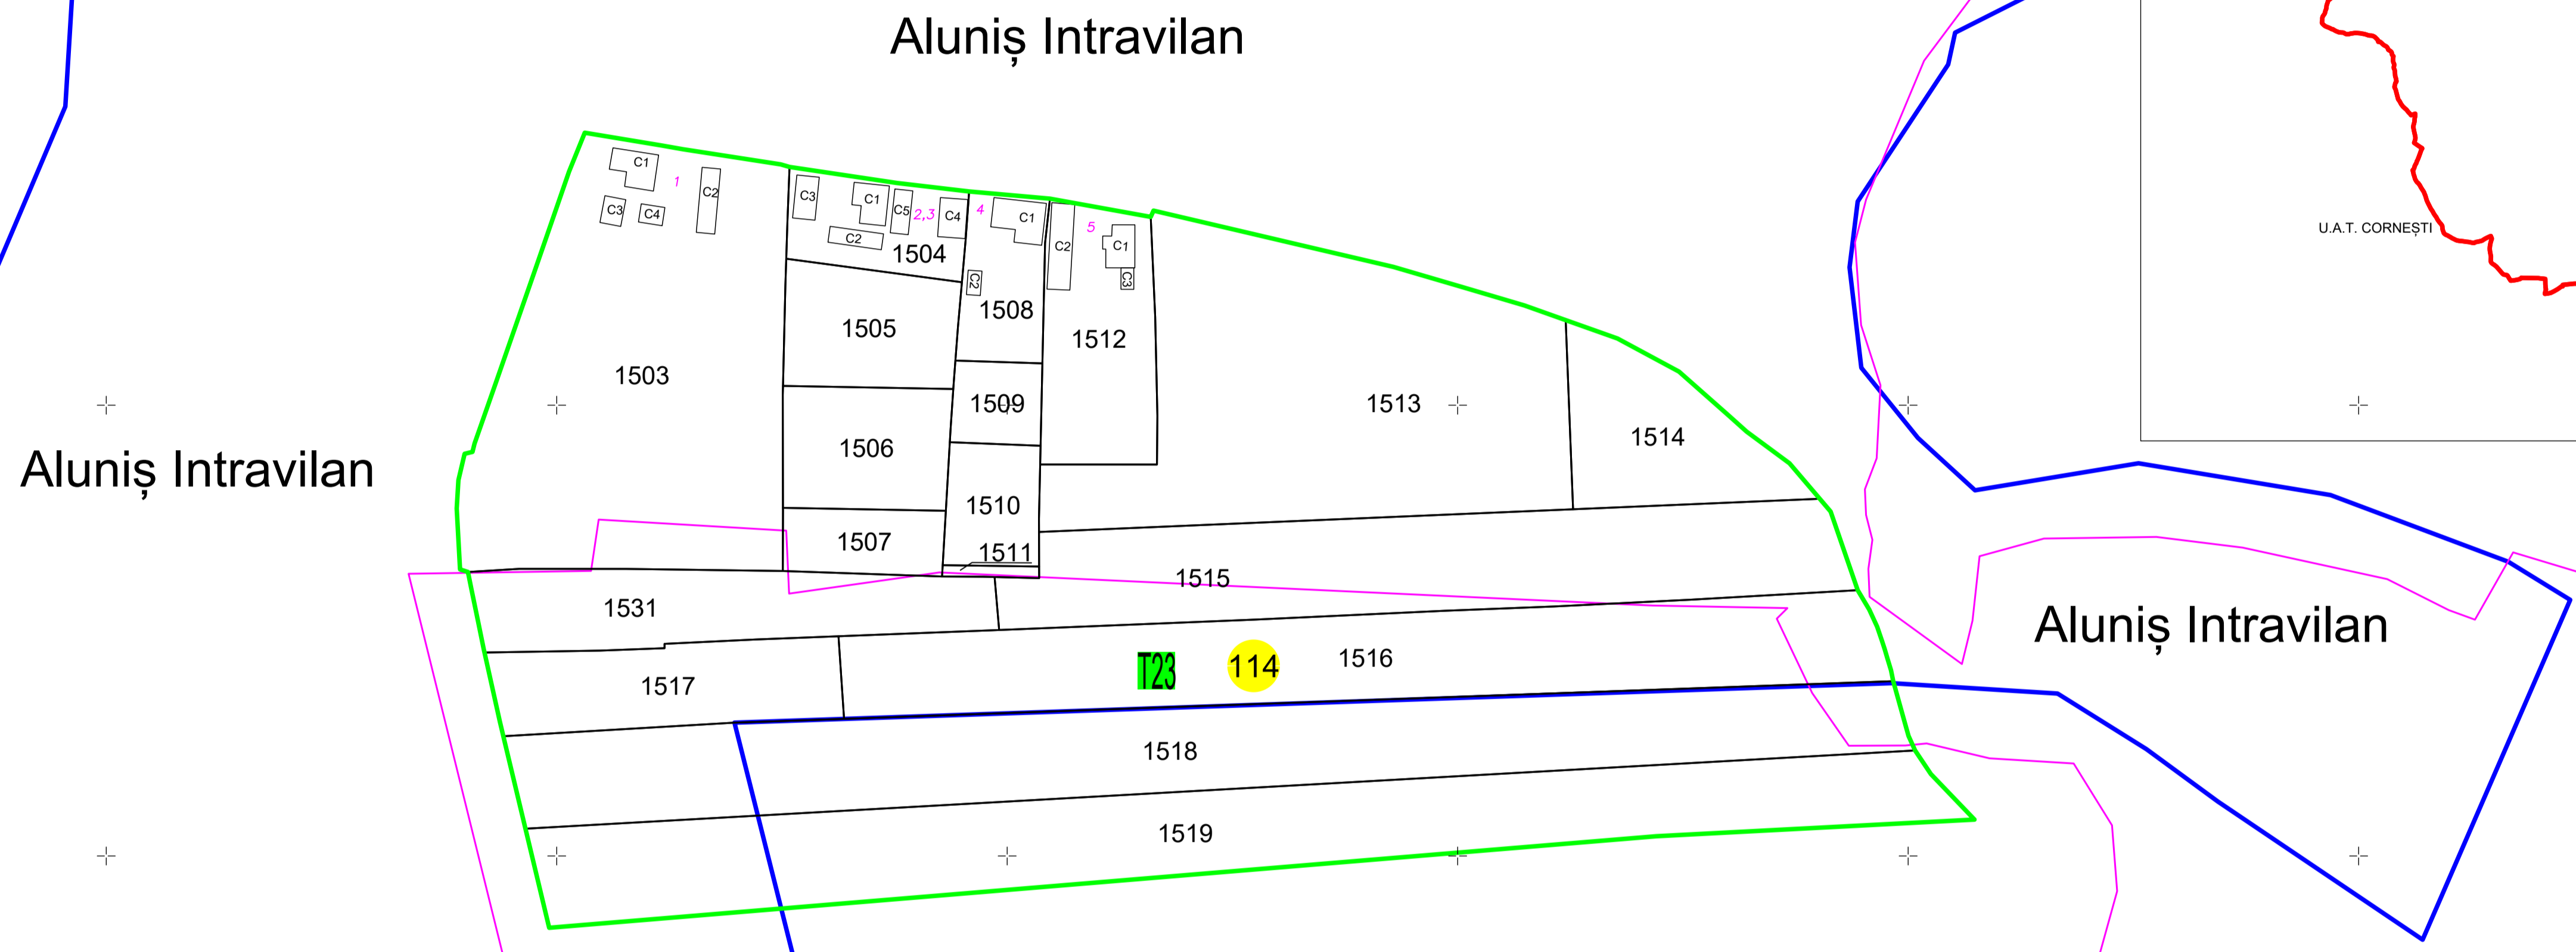 Aluniș Intravilan
C1
1
C2
C3
C4
C3
C1
C5
2,3
C4
C2
1504
4
C1
C2
1508
C2
5
C1
C3
1512
U.A.T. CORNEȘTI
1505
1503
1509
1513
1514
1506
Aluniș Intravilan
1510
1507
1511
1515
1531
Aluniș Intravilan
1517
T23
114
1516
1518
1519